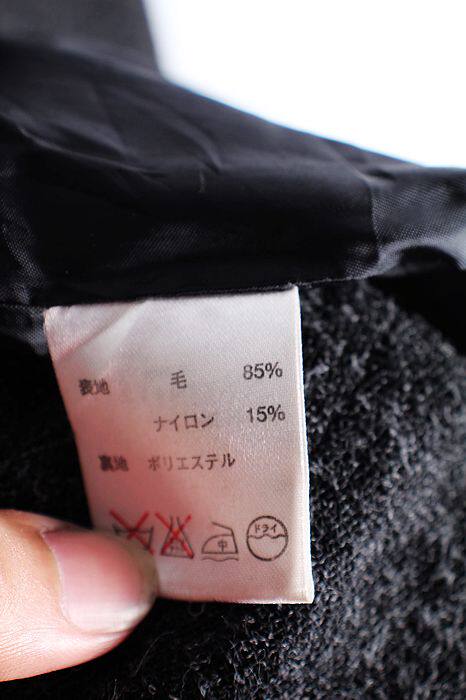 表地 毛 85%
ナイロン 15%
裏地 ポリエステル
中 ドライ